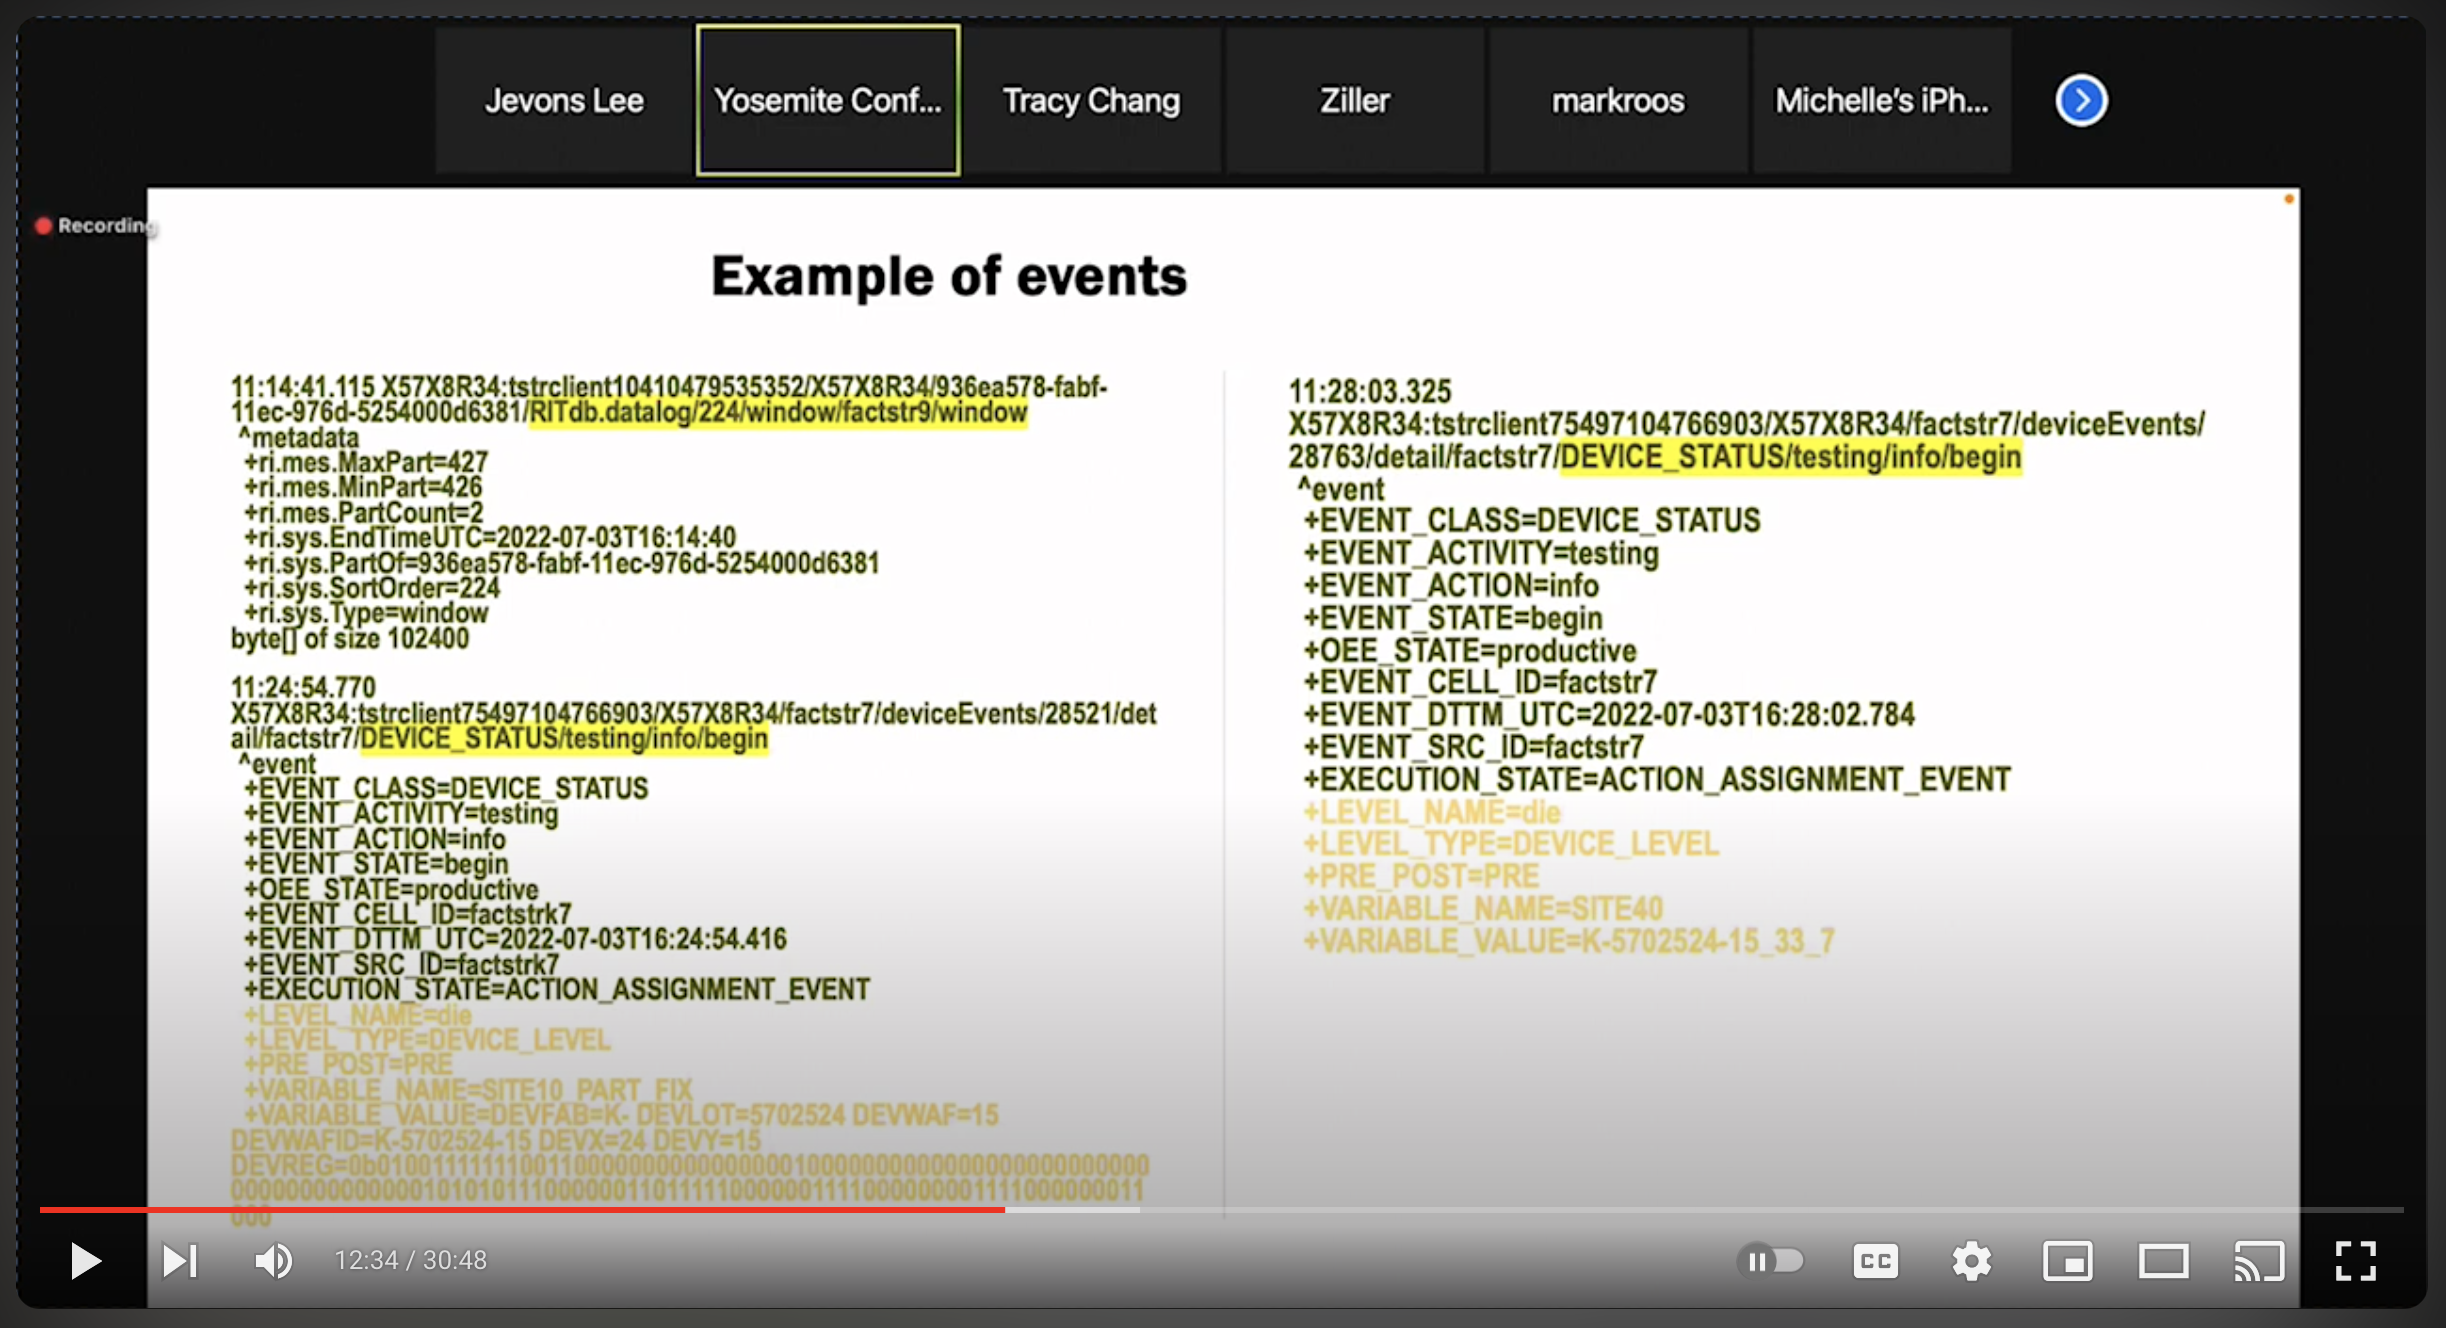 Jevons Lee
Yosemite Conf...
Tracy Chang
Ziller
markroos
Michelle's iPh...
Recording
Example of events
11:14:41.115 X57X8R34:tstrclient10410479535352/X57X8R34/936ea578-fabf-
11ec-976d-5254000d6381/RITdb.datalog/224/window/factstr9/window
^metadata
+ri.mes.MaxPart=427
+ri.mes.MinPart=426
+ri.mes.PartCount=2
+ri.sys.EndTimeUTC=2022-07-03T16:14:40
+ri.sys.PartOf=936ea578-fabf-11ec-976d-5254000d6381
+ri.sys.SortOrder=224
+ri.sys.Type=window
byte[] of size 102400
11:24:54.770
X57X8R34:tstrclient75497104766903/X57X8R34/factstr7/deviceEvents/28521/det
ail/factstr7/DEVICE_STATUS/testing/info/begin
^event
+EVENT_CLASS=DEVICE_STATUS
+EVENT_ACTIVITY=testing
+EVENT_ACTION=info
+EVENT_STATE=begin
+OEE_STATE=productive
+EVENT_CELL_ID=factstrk7
+EVENT_DTTM_UTC=2022-07-03T16:24:54.416
+EVENT_SRC_ID=factstrk7
+EXECUTION_STATE=ACTION_ASSIGNMENT_EVENT
+LEVEL_NAME=die
+LEVEL_TYPE=DEVICE_LEVEL
+PRE_POST=PRE
+VARIABLE_NAME=SITE10_PART_FIX
+VARIABLE_VALUE=DEVFAB=K- DEVLOT=5702524 DEVWAF=15
DEVWAFID=K-5702524-15 DEVX=24 DEVY=15
000
11:28:03.325
X57X8R34:tstrclient75497104766903/X57X8R34/factstr7/deviceEvents/
28763/detail/factstr7/DEVICE_STATUS/testing/info/begin
^event
+EVENT_CLASS=DEVICE_STATUS
+EVENT_ACTIVITY=testing
+EVENT_ACTION=info
+EVENT_STATE=begin
+OEE_STATE=productive
+EVENT_CELL_ID=factstr7
+EVENT_DTTM_UTC=2022-07-03T16:28:02.784
+EVENT_SRC_ID=factstr7
+EXECUTION_STATE=ACTION_ASSIGNMENT_EVENT
+LEVEL_NAME=die
+LEVEL_TYPE=DEVICE_LEVEL
+PRE_POST=PRE
+VARIABLE_NAME=SITE40
+VARIABLE_VALUE=K-5702524-15_33_7
12:34 / 30:48
CC